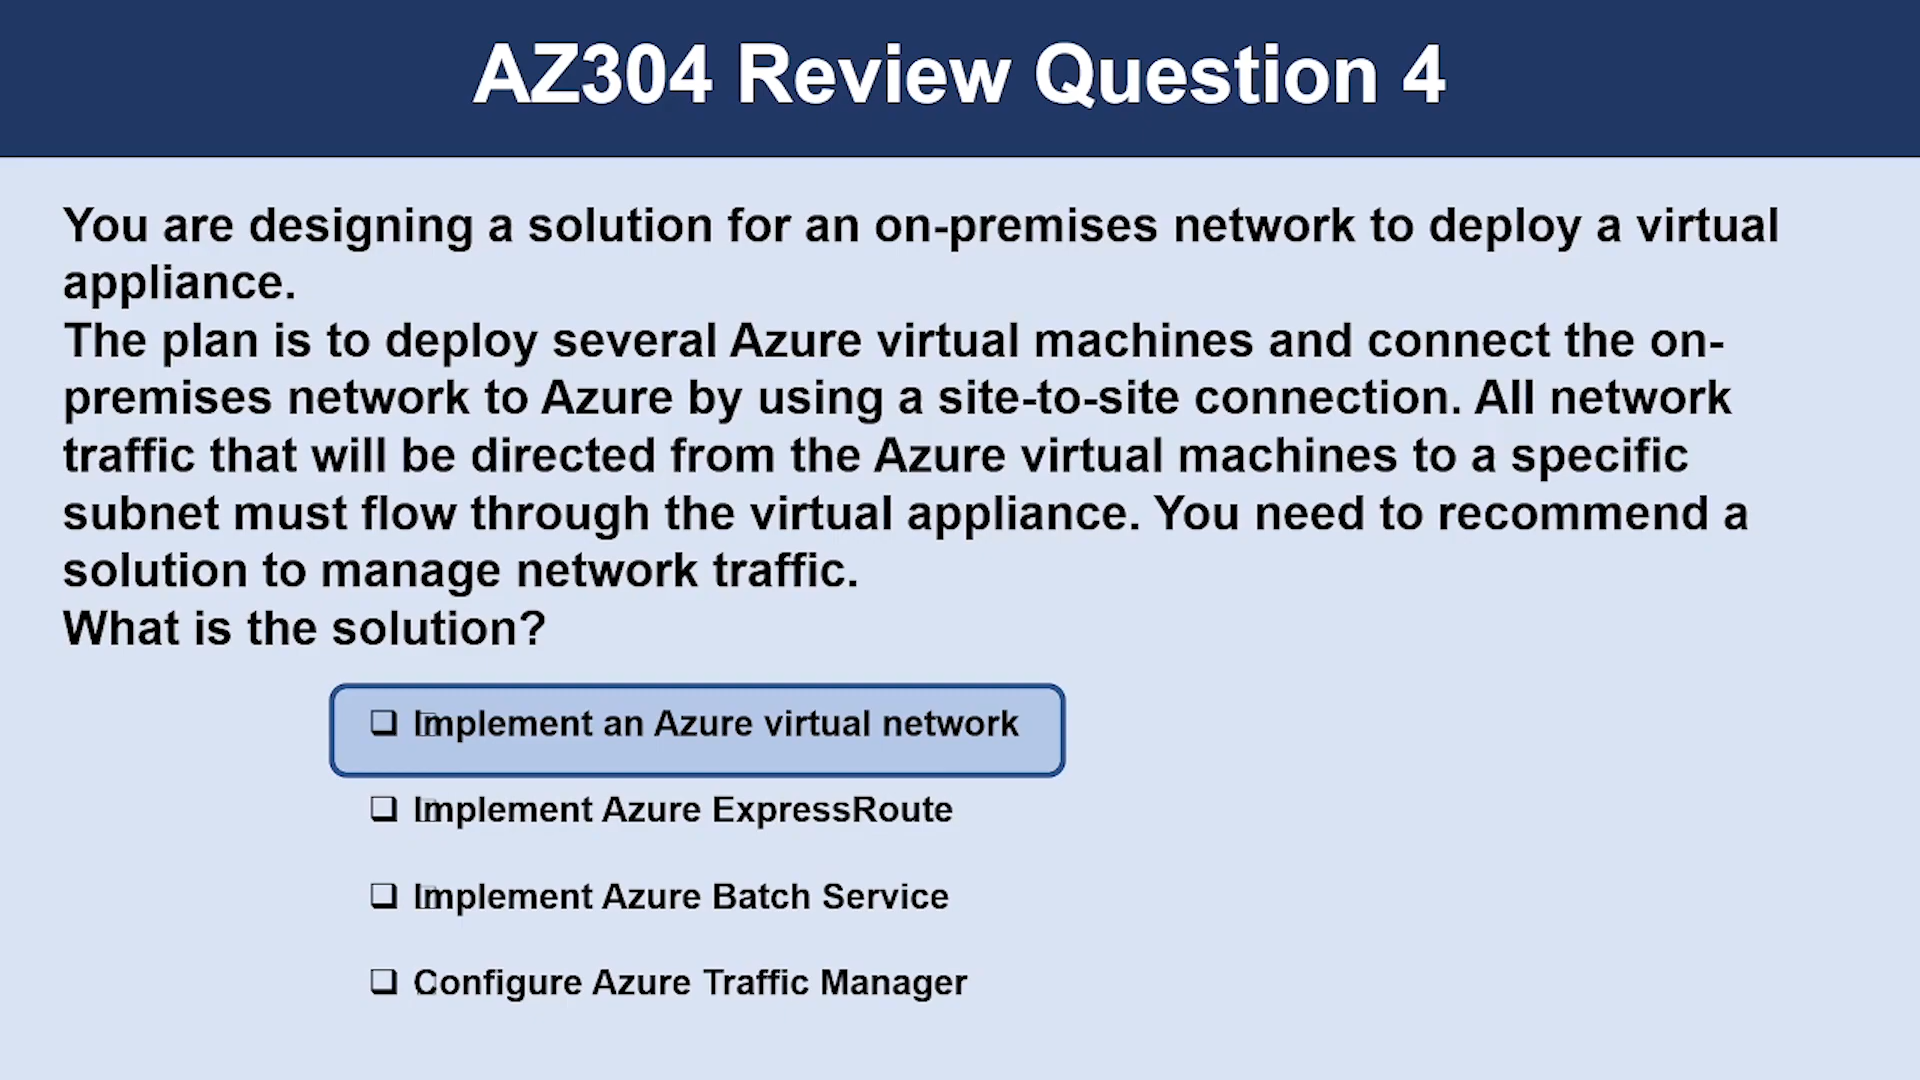 AZ304 Review Question 4
You are designing a solution for an on-premises network to deploy a virtual
appliance.
The plan is to deploy several Azure virtual machines and connect the on-
premises network to Azure by using a site-to-site connection. All network
traffic that will be directed from the Azure virtual machines to a specific
subnet must flow through the virtual appliance. You need to recommend a
solution to manage network traffic.
What is the solution?
❑ Implement an Azure virtual network
❑ Implement Azure ExpressRoute
❑ Implement Azure Batch Service
❑ Configure Azure Traffic Manager